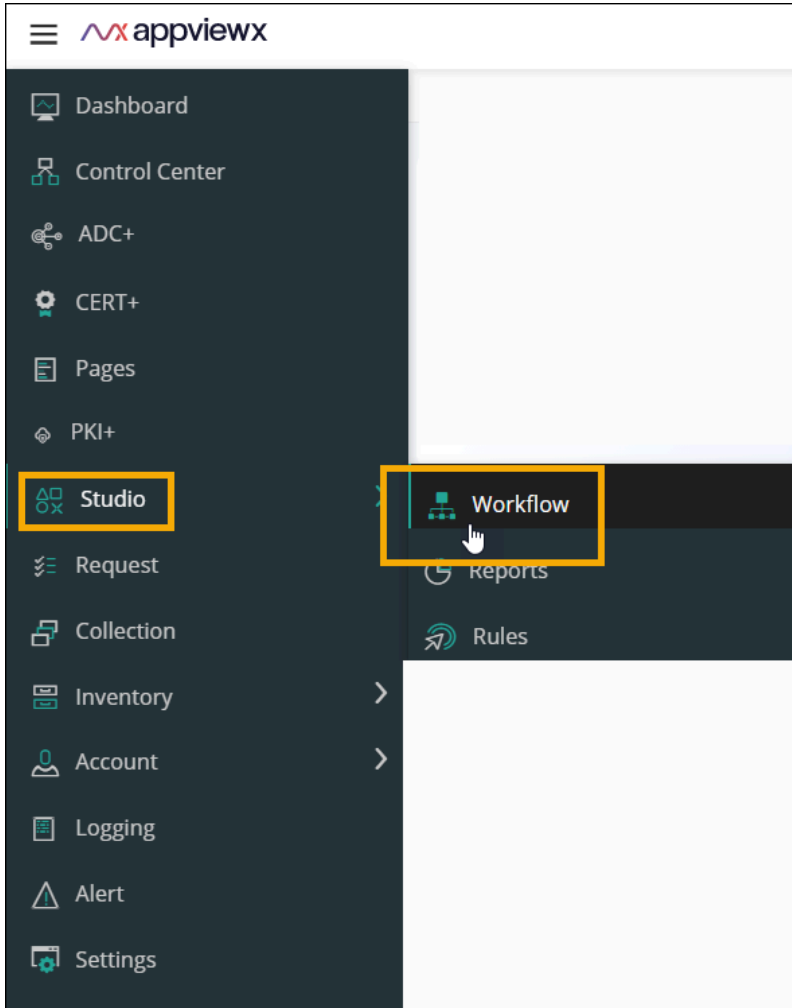 appviewx
Dashboard
Control Center
ADC+
CERT+
Pages
PKI+
Studio
Workflow
Request
Reports
Collection
Rules
Inventory
Account
Logging
Alert
Settings